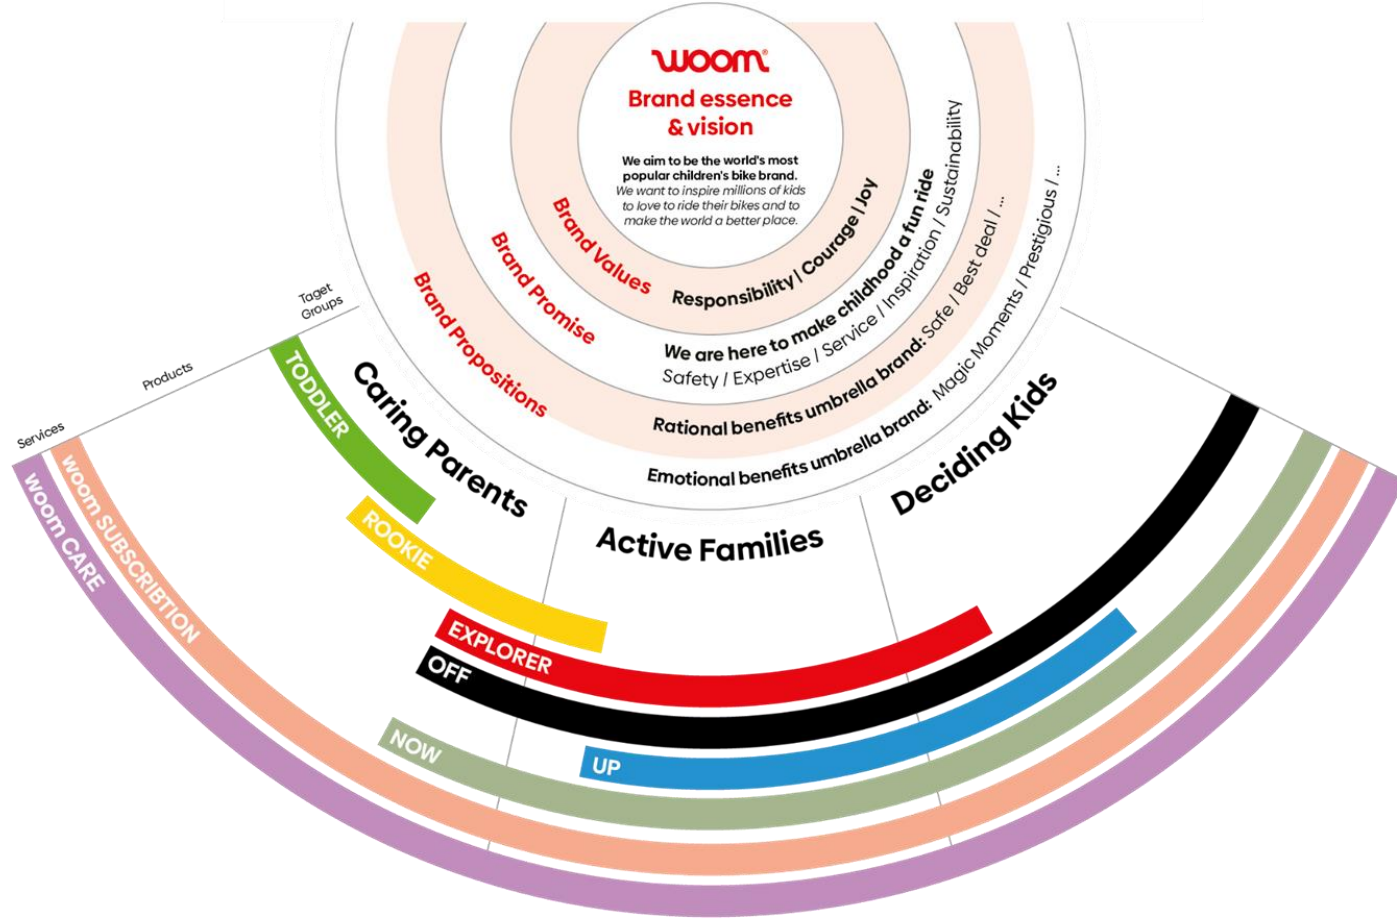 woom®
Brand essence
& vision
We aim to be the world's most
popular children's bike brand.
We want to inspire millions of kids
to love to ride their bikes and to
make the world a better place.
Brand Values
Responsibility / Courage / Joy
Brand Promise
We are here to make childhood a fun ride
Safety / Expertise / Service / Inspiration / Sustainability
Brand Propositions
Rational benefits umbrella brand: Safe / Best deal / ...
Emotional benefits umbrella brand: Magic Moments / Prestigious / ...
Taget
Groups
Products
Services
Caring Parents
Active Families
Deciding Kids
TODDLER
ROOKIE
EXPLORER
OFF
UP
NOW
woom SUBSCRIBTION
woom CARE